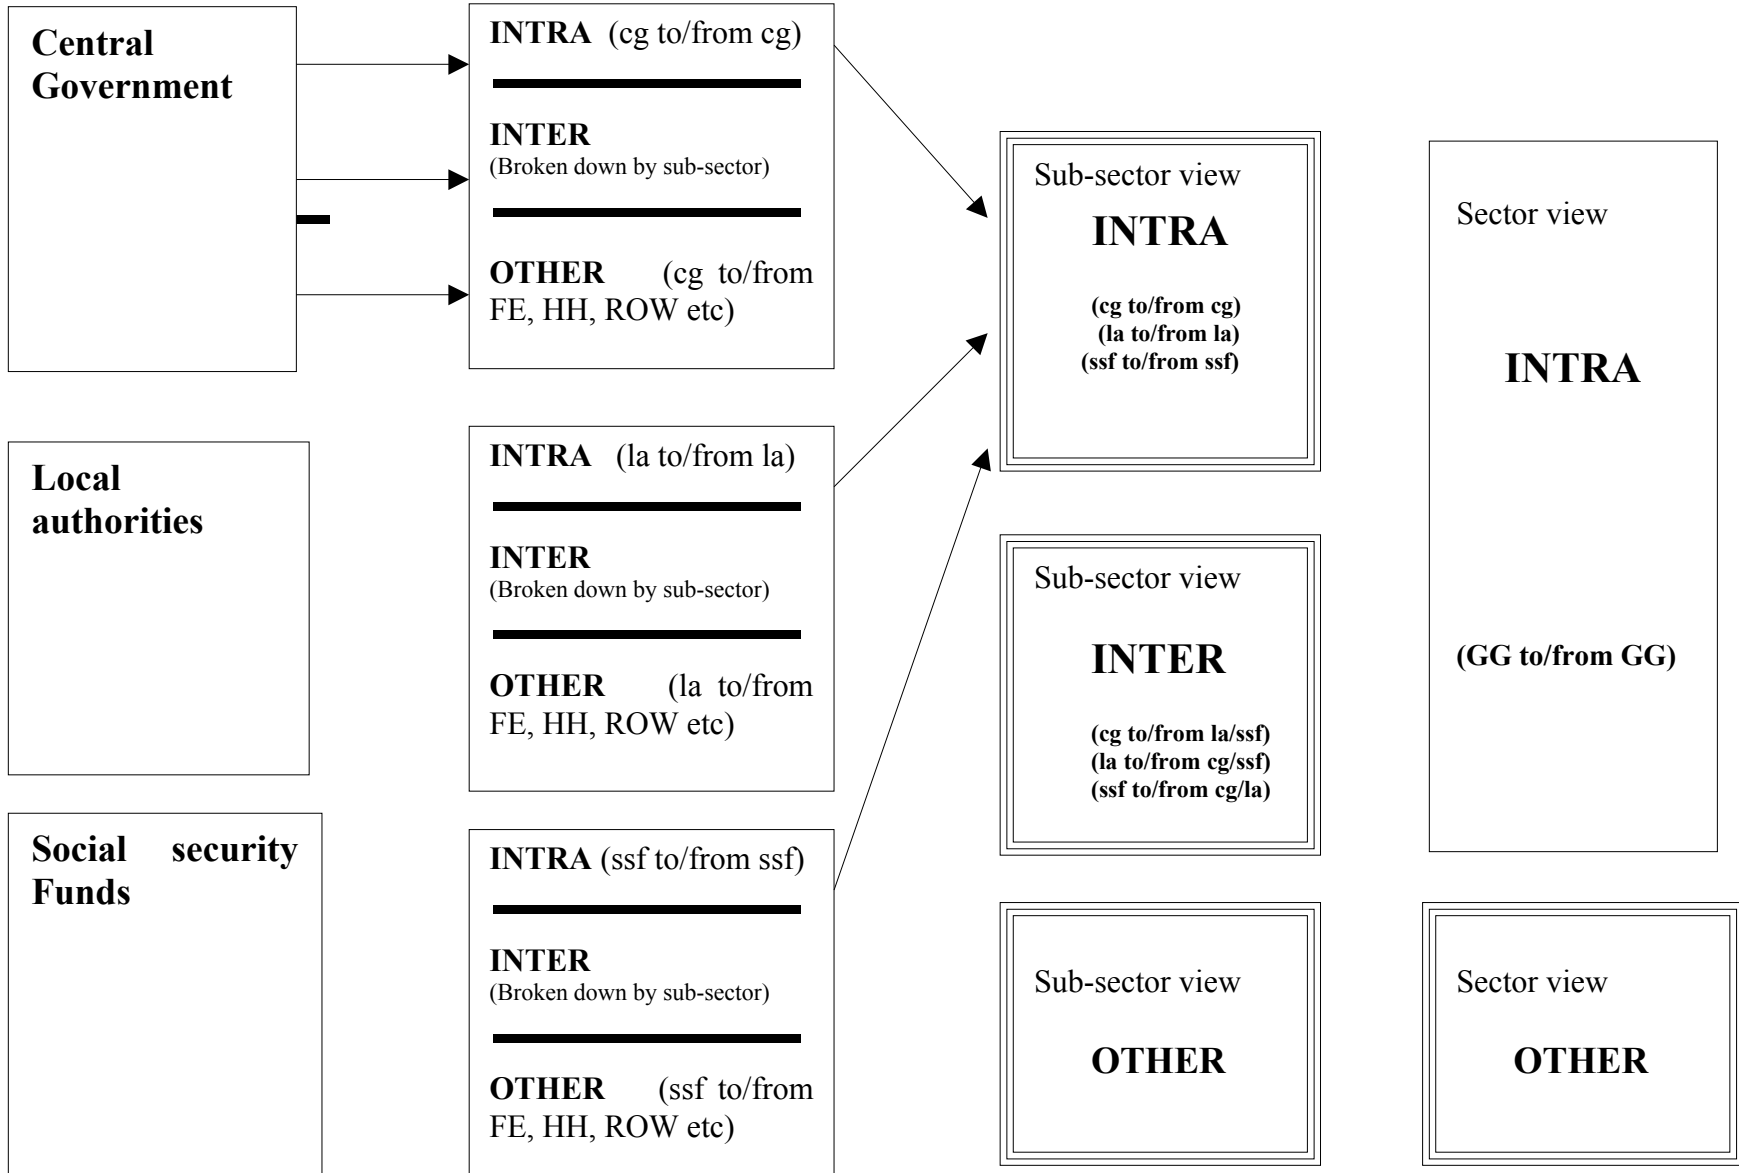 Central
Government
INTRA (cg to/from cg)
INTER
(Broken down by sub-sector)
OTHER (cg to/from
FE, HH, ROW etc)
Local
authorities
INTRA (la to/from la)
INTER
(Broken down by sub-sector)
OTHER (la to/from
FE, HH, ROW etc)
Social security
Funds
INTRA (ssf to/from ssf)
INTER
(Broken down by sub-sector)
OTHER (ssf to/from
FE, HH, ROW etc)
Sub-sector view
INTRA
(cg to/from cg)
(la to/from la)
(ssf to/from ssf)
Sub-sector view
INTER
(cg to/from la/ssf)
(la to/from cg/ssf)
(ssf to/from cg/la)
Sub-sector view
OTHER
Sector view
INTRA
(GG to/from GG)
Sector view
OTHER